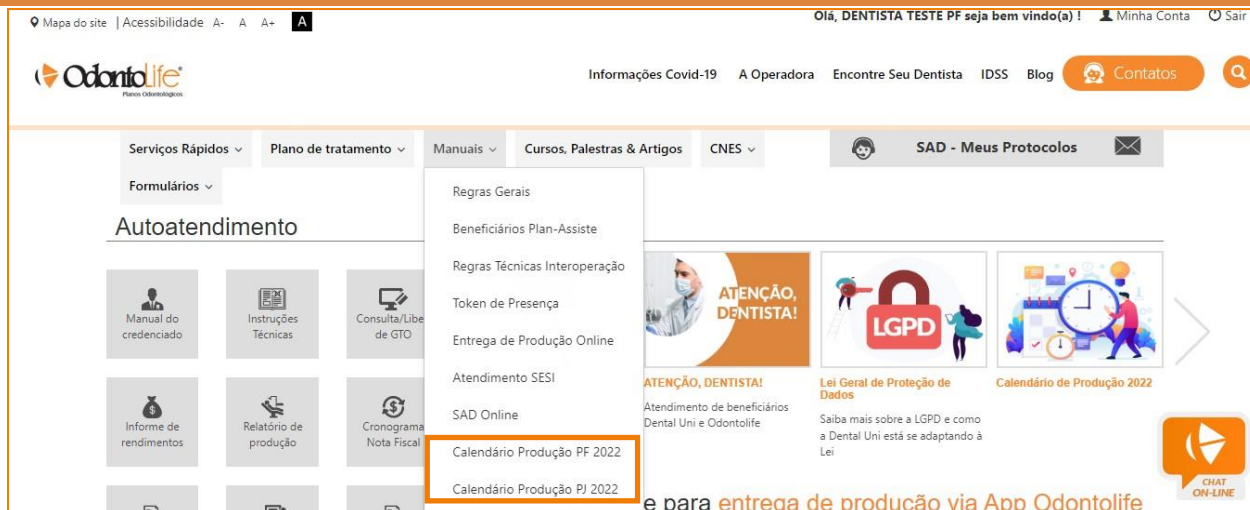 Mapa do site | Acessibilidade A- A A+ A
Olá, DENTISTA TESTE PF seja bem vindo(a) ! Minha Conta Sair
OdontoLife
Planos Odontológicos
Informações Covid-19 A Operadora Encontre Seu Dentista IDSS Blog Contatos
Serviços Rápidos Plano de tratamento Manuais Cursos, Palestras & Artigos CNES
SAD - Meus Protocolos
Formulários
Autoatendimento
Regras Gerais
Beneficiários Plan-Assiste
Regras Técnicas Interoperação
Token de Presença
Entrega de Produção Online
Atendimento SESI
SAD Online
Calendário Produção PF 2022
Calendário Produção PJ 2022
Manual do
credenciado
Instruções
Técnicas
Consulta/Libe
de GTO
Informe de
rendimentos
Relatório de
produção
Cronograma
Nota Fiscal
ATENÇÃO,
DENTISTA!
LGPD
ATENÇÃO, DENTISTA!
Atendimento de beneficiários
Dental Uni e Odontolife
Lei Geral de Proteção de
Dados
Saiba mais sobre a LGPD e como
a Dental Uni está se adaptando à
Lei
Calendário de Produção 2022
CHAT
ON-LINE
e para entrega de produção via App Odontolife